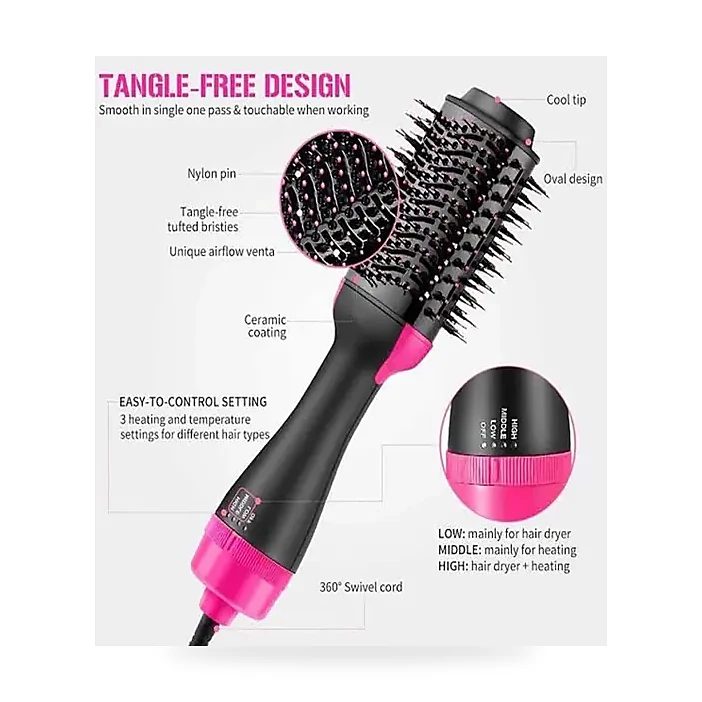 TANGLE-FREE DESIGN
Smooth in single one pass & touchable when working
Cool tip
Nylon pin
Oval design
Tangle-free
tufted bristies
Unique airflow venta
Ceramic
coating
EASY-TO-CONTROL SETTING
3 heating and temperature
settings for different hair types
HIGH
MIDDLE
LOW
OFF
HIGH
MIDDLE
LOW
LOW: mainly for hair dryer
MIDDLE: mainly for heating
HIGH: hair dryer + heating
360° Swivel cord